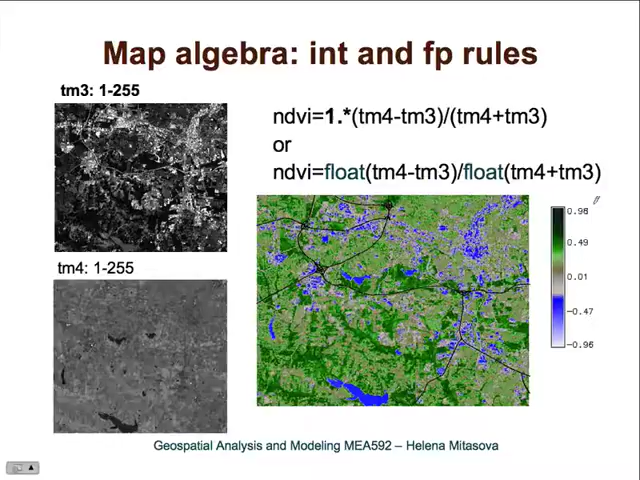 Map algebra: int and fp rules
tm3: 1-255
ndvi=1.*(tm4-tm3)/(tm4+tm3)
or
ndvi=float(tm4-tm3)/float(tm4+tm3)
tm4: 1-255
0.96
0.49
0.01
-0.47
-0.96
Geospatial Analysis and Modeling MEA592 – Helena Mitasova